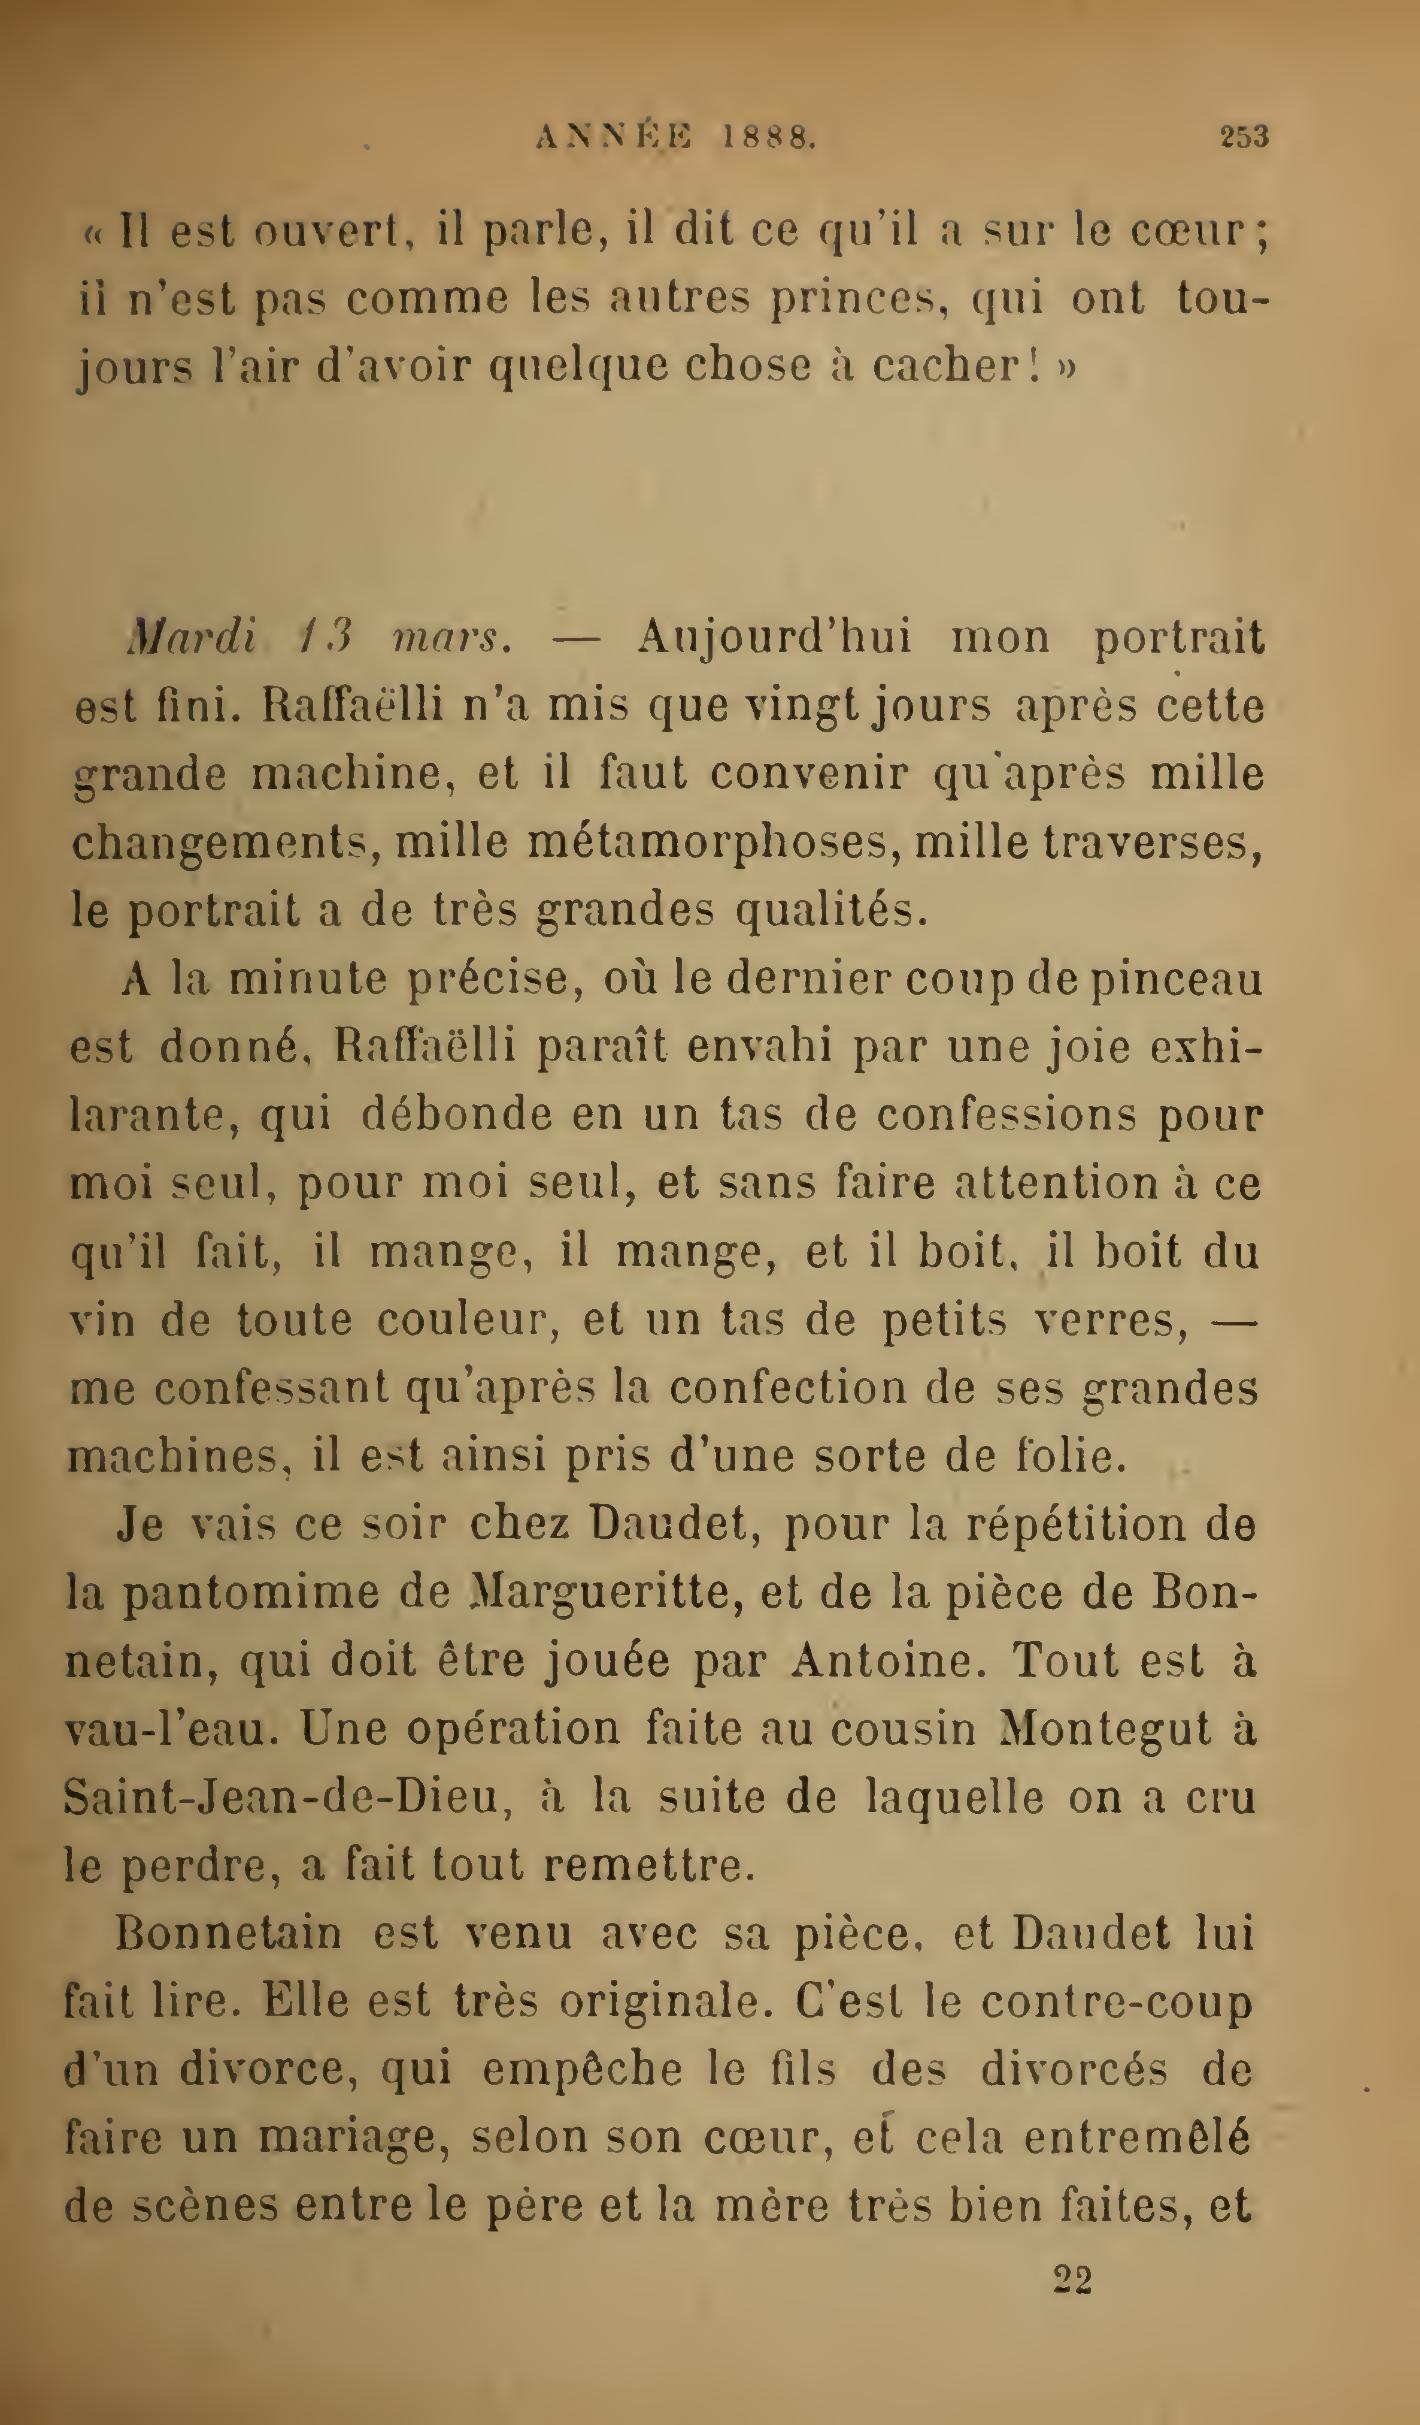 ANNÉE 1888. 253
« Il est ouvert, il parle, il dit ce qu'il a sur le cœur;
il n'est pas comme les autres princes, qui ont tou-
jours l'air d'avoir quelque chose à cacher! »
Mardi 13 mars. — Aujourd'hui mon portrait
est fini. Raffaëlli n'a mis que vingt jours après cette
grande machine, et il faut convenir qu'après mille
changements, mille métamorphoses, mille traverses,
le portrait a de très grandes qualités.
A la minute précise, où le dernier coup de pinceau
est donné, Raffaëlli paraît envahi par une joie exhi-
larante, qui débonde en un tas de confessions pour
moi seul, pour moi seul, et sans faire attention à ce
qu'il fait, il mange, il mange, et il boit, il boit du
vin de toute couleur, et un tas de petits verres, —
me confessant qu'après la confection de ses grandes
machines, il est ainsi pris d'une sorte de folie.
Je vais ce soir chez Daudet, pour la répétition de
la pantomime de Margueritte, et de la pièce de Bon-
netain, qui doit être jouée par Antoine. Tout est à
vau-l'eau. Une opération faite au cousin Montegut à
Saint-Jean-de-Dieu, à la suite de laquelle on a cru
le perdre, a fait tout remettre.
Bonnetain est venu avec sa pièce, et Daudet lui
fait lire. Elle est très originale. C'est le contre-coup
d'un divorce, qui empêche le fils des divorcés de
faire un mariage, selon son cœur, et cela entremêlé
de scènes entre le père et la mère très bien faites, et
22